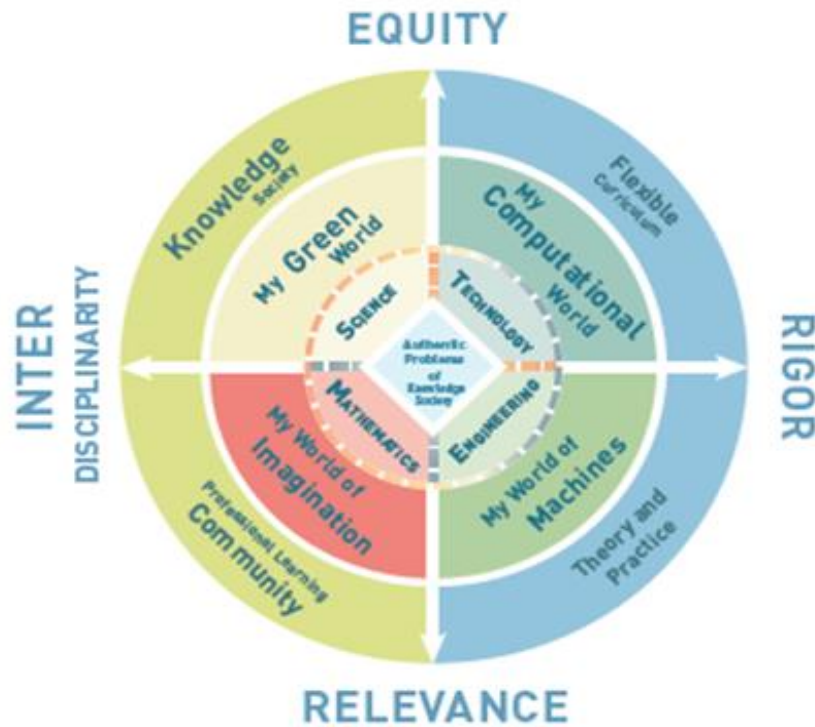 EQUITY
Knowledge
Society
Flexible
Curriculum
My Green
World
My
Computational
World
SCIENCE
TECHNOLOGY
INTER
DISCIPLINARITY
Authentic
Problems
of
Knowledge
Society
RIGOR
MATHEMATICS
ENGINEERING
My World of
Imagination
My World of
Machines
Professional Learning
Community
Theory and
Practice
RELEVANCE